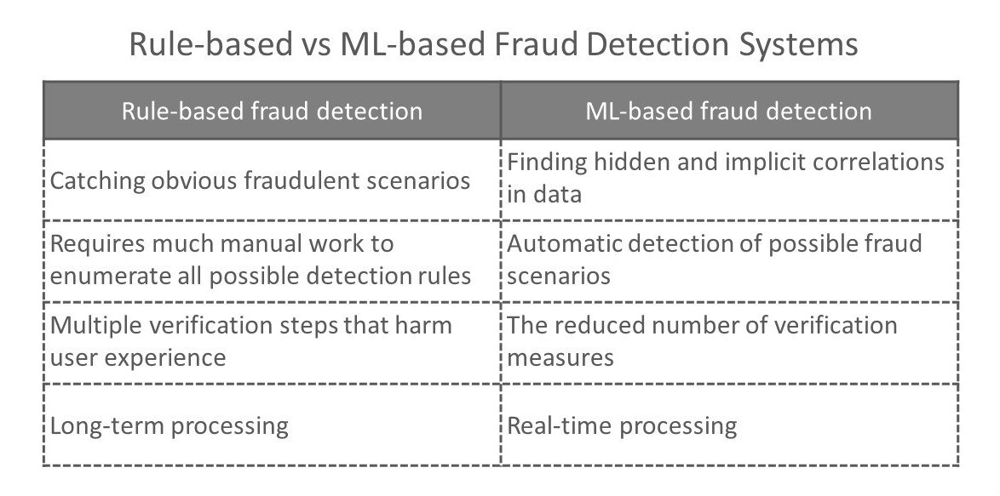 Rule-based vs ML-based Fraud Detection Systems
Rule-based fraud detection
ML-based fraud detection
Catching obvious fraudulent scenarios
Finding hidden and implicit correlations
in data
Requires much manual work to
enumerate all possible detection rules
Automatic detection of possible fraud
scenarios
Multiple verification steps that harm
user experience
The reduced number of verification
measures
Long-term processing
Real-time processing